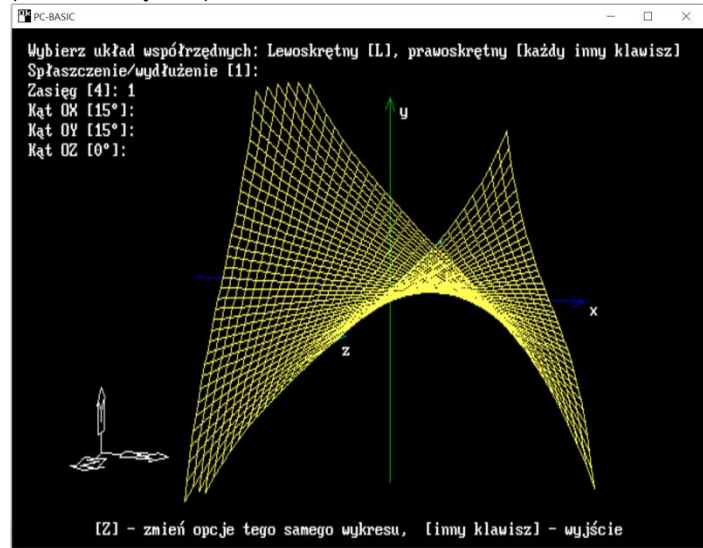 PC-BASIC
Wybierz układ współrzędnych: Lewoskrętny [L], prawoskrętny [każdy inny klawisz]
Spłaszczenie/wydłużenie [1]:
Zasięg [4]: 1
Kąt OX [15°]:
Kąt OY [15°]:
Kąt OZ [0°]:
y
x
z
[Z] - zmień opcje tego samego wykresu, [inny klawisz] - wyjście